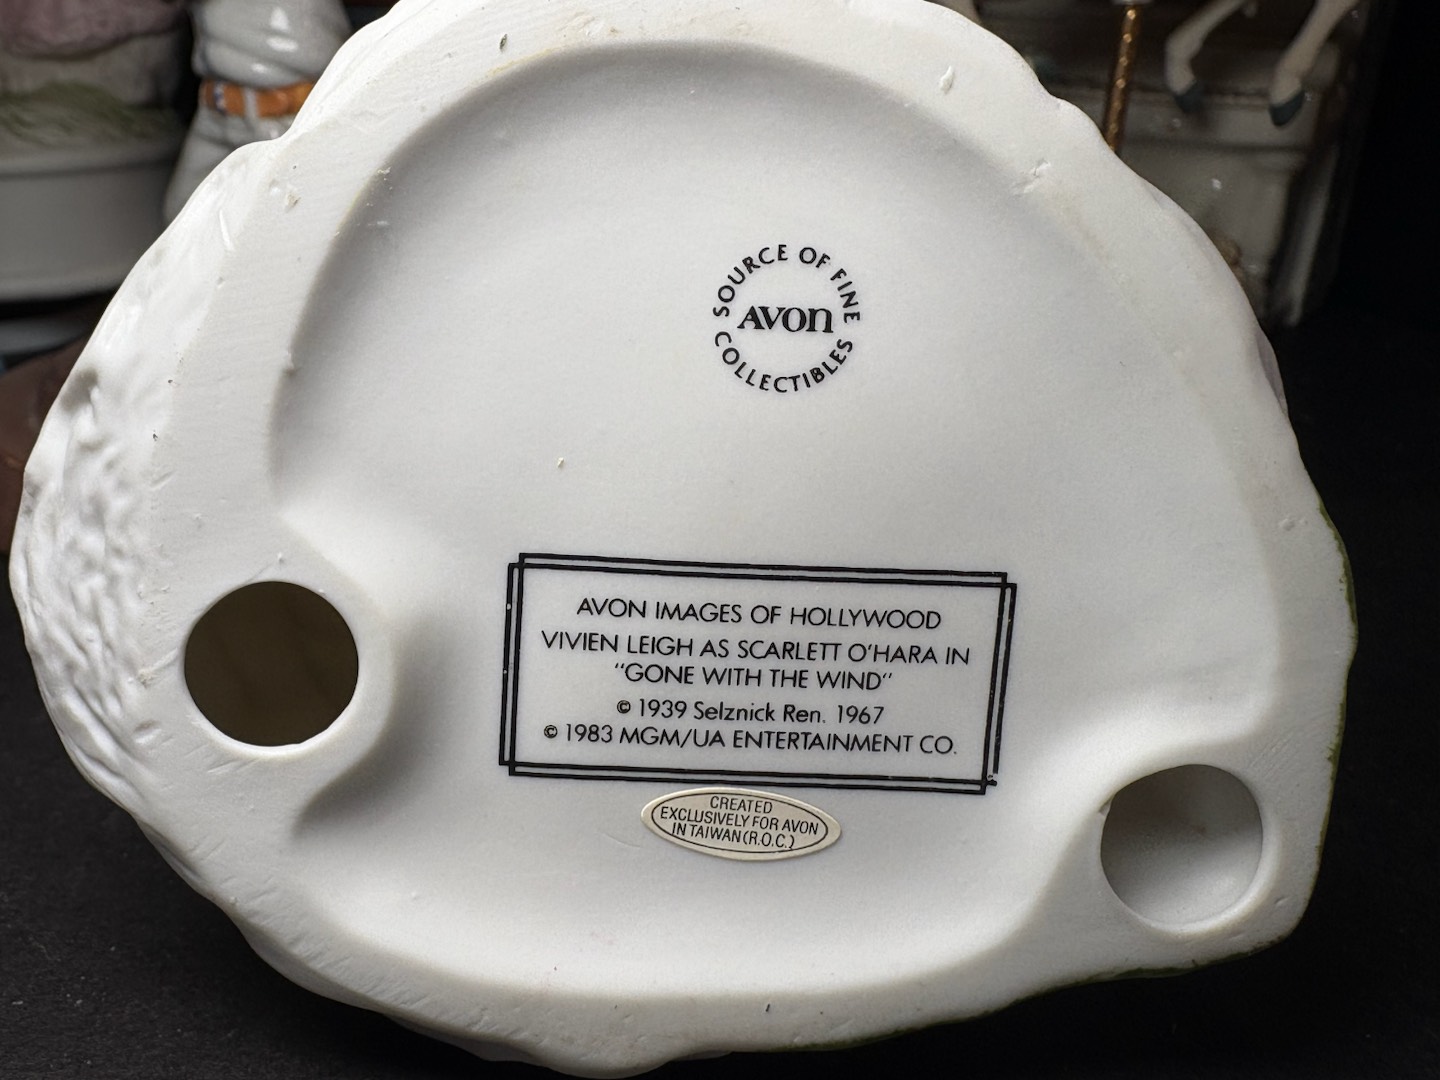 SOURCE OF FINE
AVON
COLLECTIBLES
AVON IMAGES OF HOLLYWOOD
VIVIEN LEIGH AS SCARLETT O'HARA IN
"GONE WITH THE WIND"
© 1939 Selznick Ren. 1967
© 1983 MGM/UA ENTERTAINMENT CO.
CREATED
EXCLUSIVELY FOR AVON
IN TAIWAN (R.O.C.)